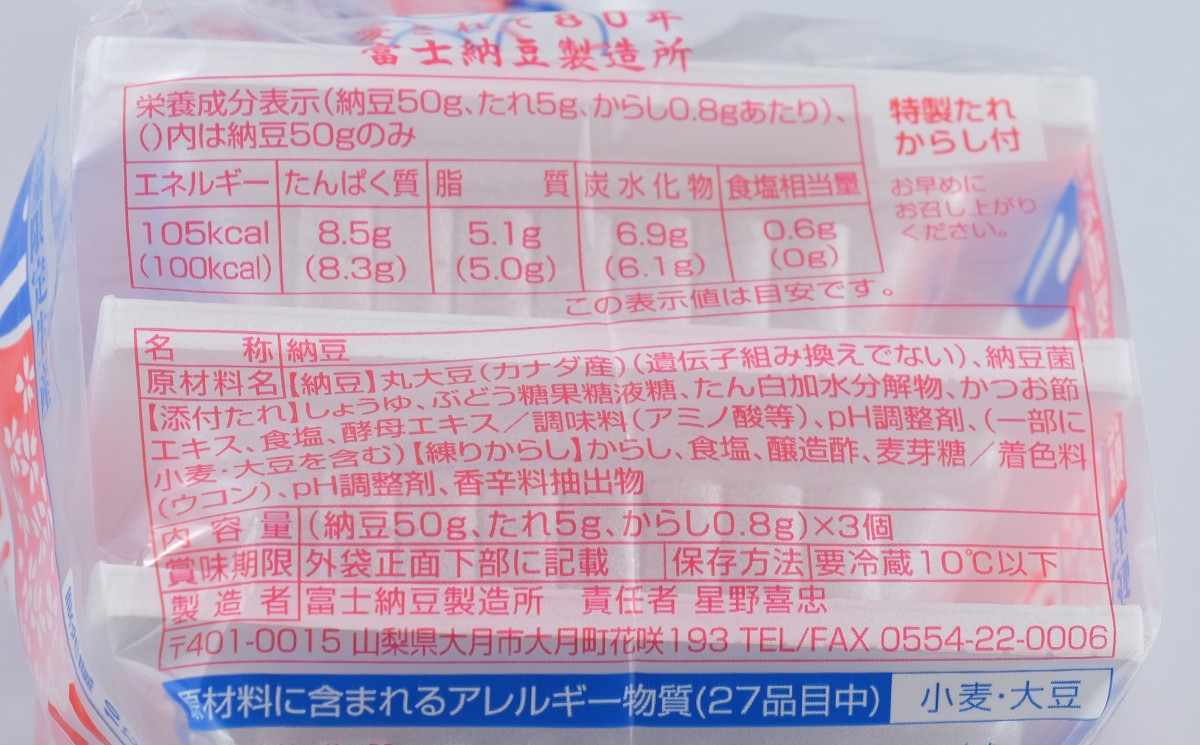 愛されて80年
富士納豆製造所
栄養成分表示(納豆50g、たれ5g、からし0.8gあたり)、
()内は納豆50gのみ
エネルギー たんぱく質 脂質 炭水化物 食塩相当量
105kcal 8.5g 5.1g 6.9g 0.6g
(100kcal) (8.3g) (5.0g) (6.1g) (0g)
この表示値は目安です。
特製たれ
からし付
お早めに
お召し上がり
ください。
名称 納豆
原材料名 【納豆】丸大豆(カナダ産)(遺伝子組み換えでない)、納豆菌
【添付たれ】しょうゆ、ぶどう糖果糖液糖、たん白加水分解物、かつお節
エキス、食塩、酵母エキス/調味料(アミノ酸等)、pH調整剤、(一部に
小麦・大豆を含む)【練りからし】からし、食塩、醸造酢、麦芽糖/着色料
(ウコン)、pH調整剤、香辛料抽出物
内容量 (納豆50g、たれ5g、からし0.8g)×3個
賞味期限 外袋正面下部に記載 保存方法 要冷蔵10℃以下
製造者 富士納豆製造所 責任者 星野喜忠
〒401-0015 山梨県大月市大月町花咲193 TEL/FAX 0554-22-0006
原材料に含まれるアレルギー物質(27品目中) 小麦・大豆